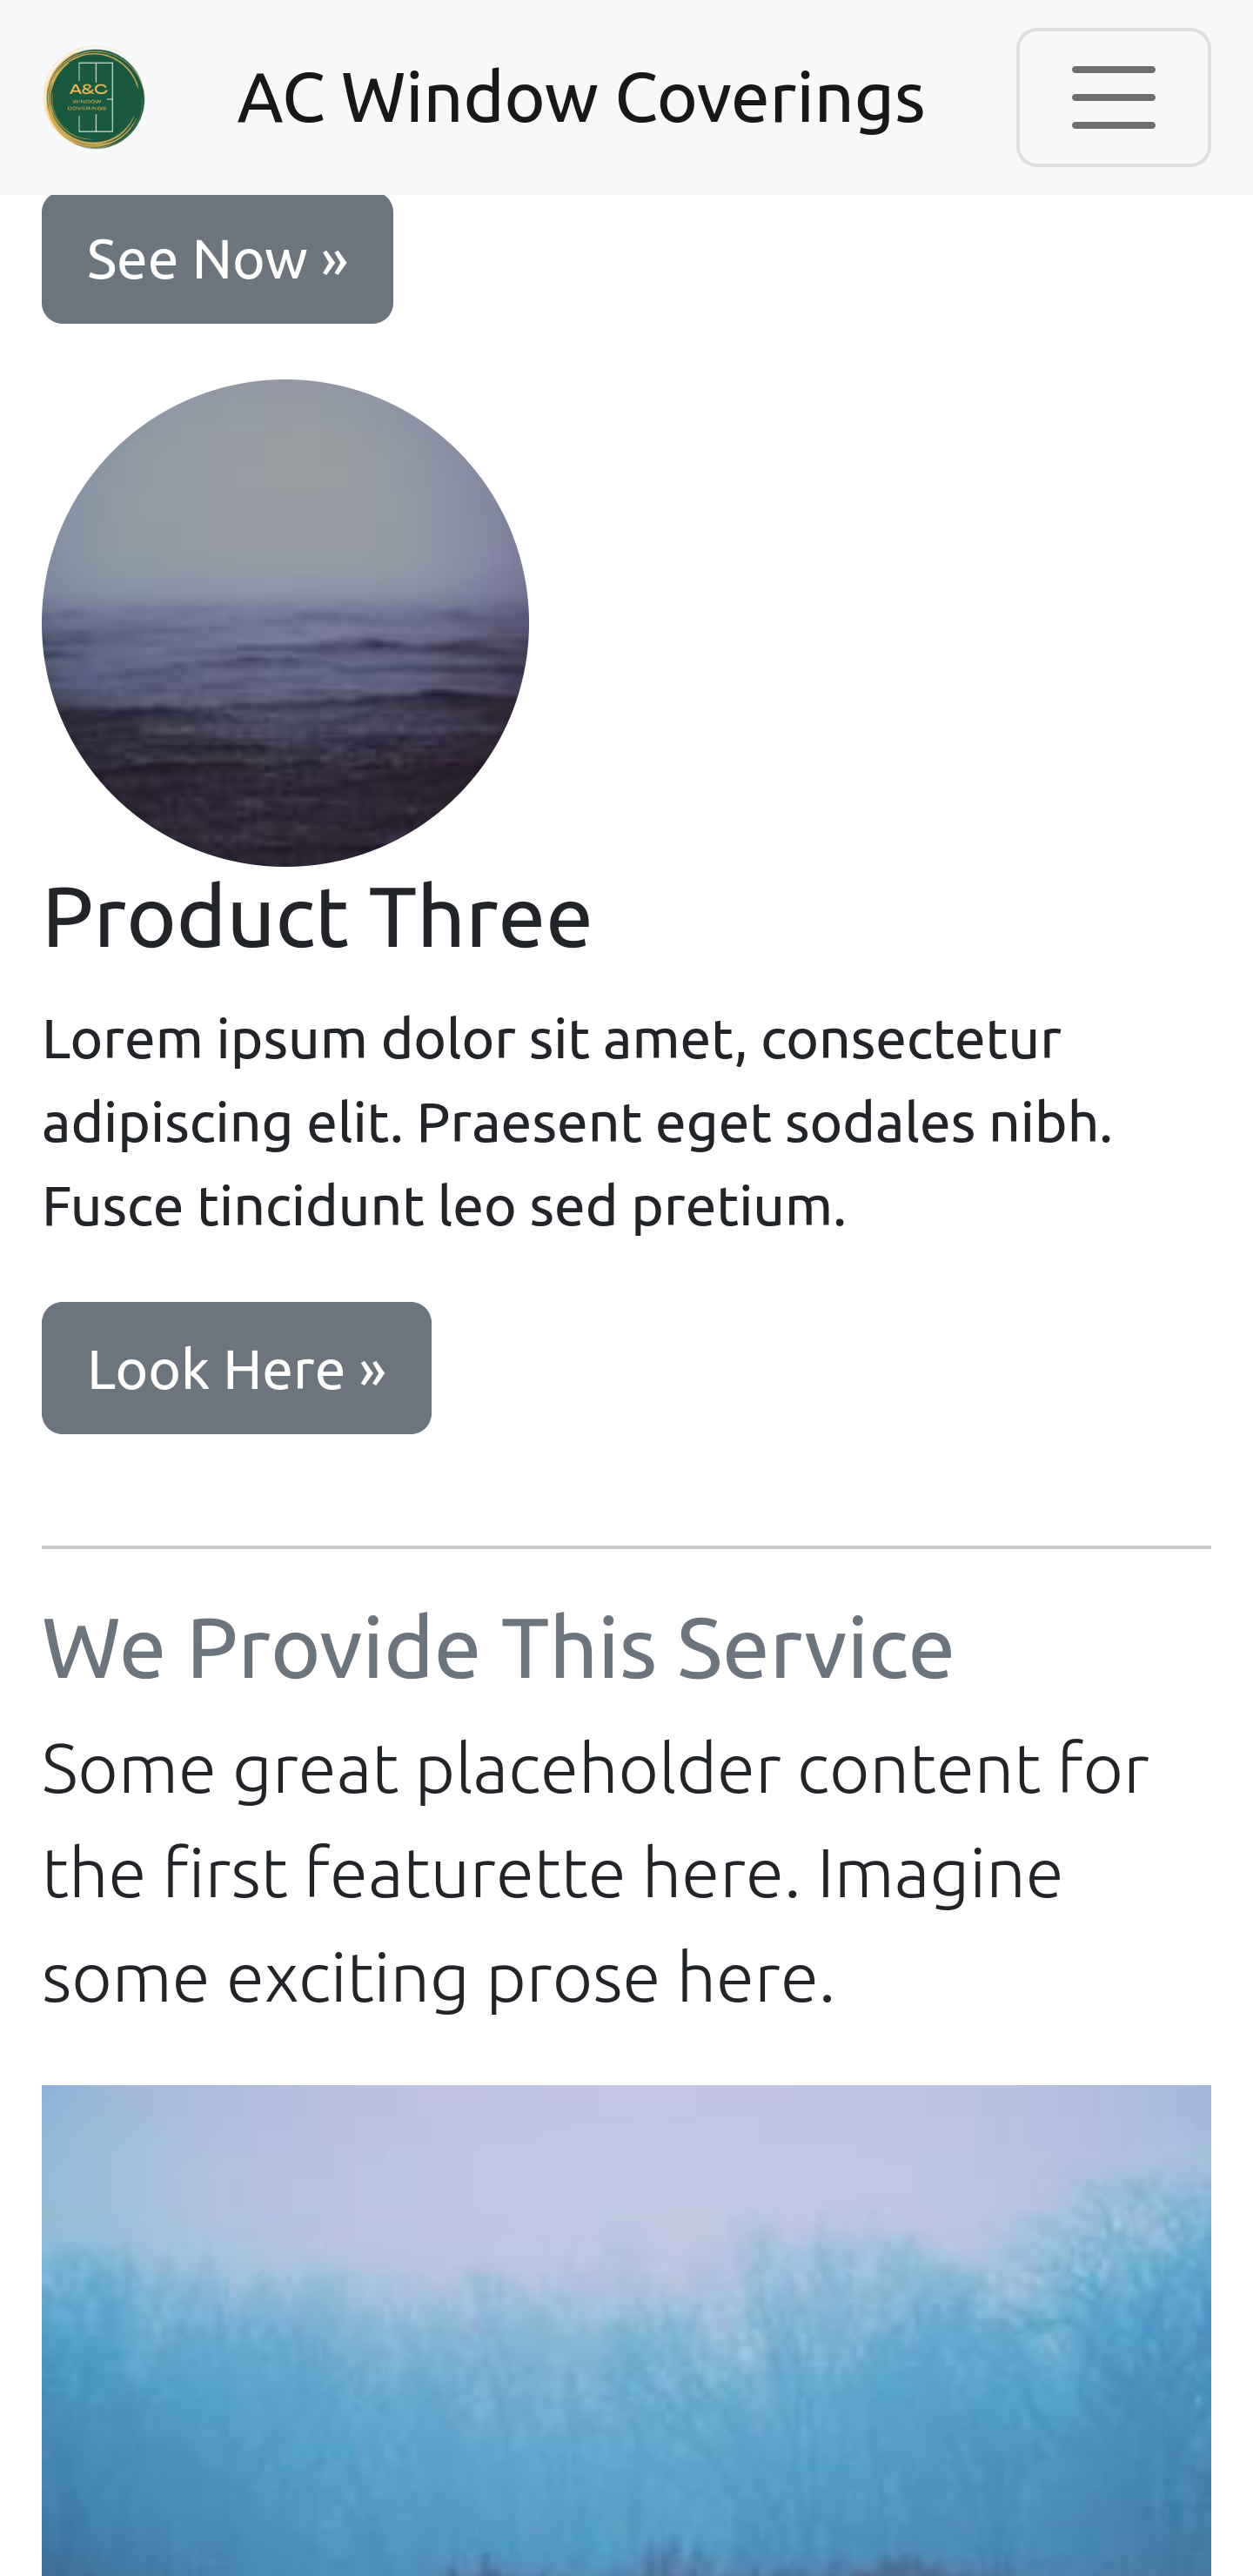 A&C
WINDOW
COVERINGS
AC Window Coverings
See Now »
Product Three
Lorem ipsum dolor sit amet, consectetur
adipiscing elit. Praesent eget sodales nibh.
Fusce tincidunt leo sed pretium.
Look Here »
We Provide This Service
Some great placeholder content for
the first featurette here. Imagine
some exciting prose here.